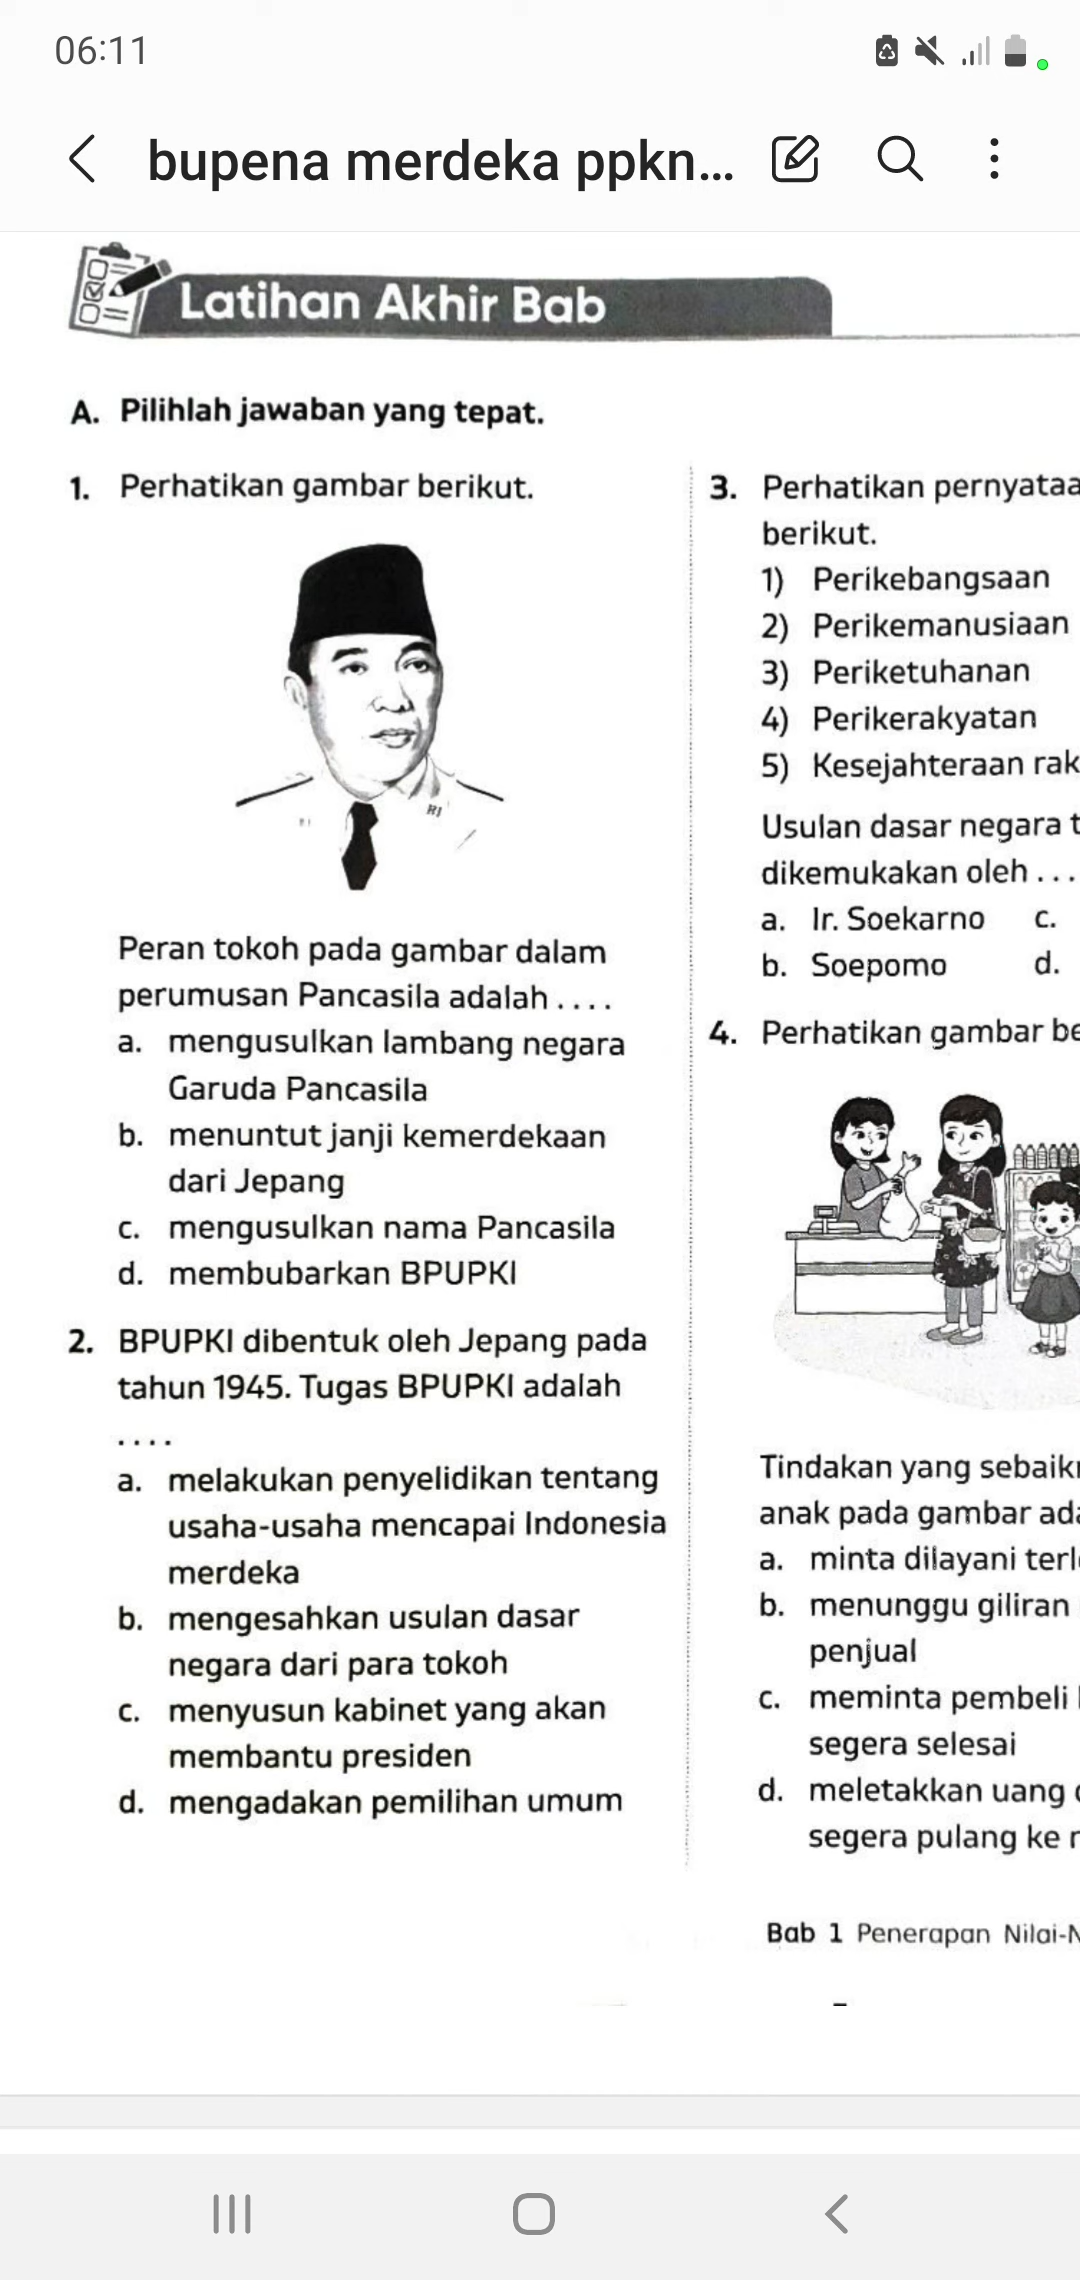 06:11
bupena merdeka ppkn...
Latihan Akhir Bab
A. Pilihlah jawaban yang tepat.
1. Perhatikan gambar berikut.
RI
Peran tokoh pada gambar dalam
perumusan Pancasila adalah . . . .
a. mengusulkan lambang negara
Garuda Pancasila
b. menuntut janji kemerdekaan
dari Jepang
c. mengusulkan nama Pancasila
d. membubarkan BPUPKI
2. BPUPKI dibentuk oleh Jepang pada
tahun 1945. Tugas BPUPKI adalah
. . . .
a. melakukan penyelidikan tentang
usaha-usaha mencapai Indonesia
merdeka
b. mengesahkan usulan dasar
negara dari para tokoh
c. menyusun kabinet yang akan
membantu presiden
d. mengadakan pemilihan umum
3. Perhatikan
berikut.
1) Perikebangsaan
2) Perikemanusiaan
3) Periketuhanan
4) Perikerakyatan
5) Kesejahteraan
Usulan dasar negara
dikemukakan oleh . . .
a. Ir. Soekarno c.
b. Soepomo d.
4. Perhatikan gambar
Tindakan yang
anak pada gambar
a. minta dilayani
b. menunggu giliran
penjual
c. meminta pembeli
segera selesai
d. meletakkan uang
segera pulang ke
Bab 1 Penerapan